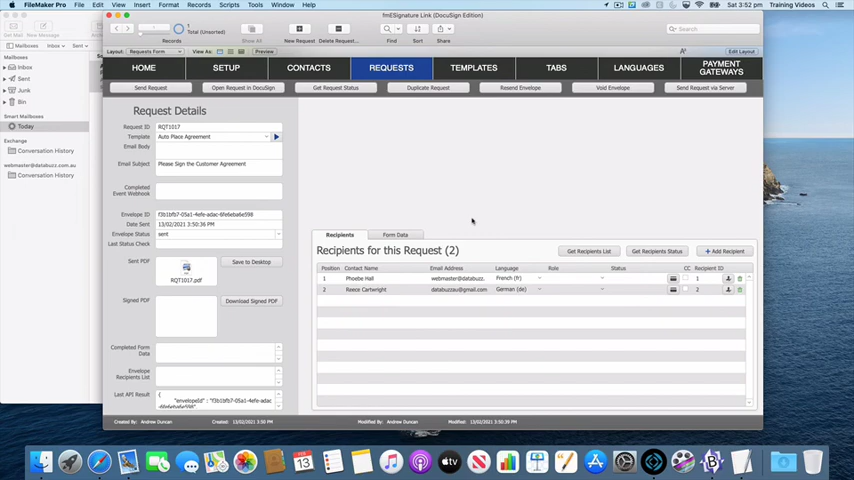 FileMaker Pro File Edit View Insert Format Records Scripts Tools Window Help
Sat 3:52 pm Training Videos
fmESignature Link (DocuSign Edition)
Get Mail New Message
Mailboxes Inbox Sent
Mailboxes
Inbox
Sent
Junk
Bin
Smart Mailboxes
Today
Exchange
Conversation History
webmaster@databuzz.com.au
Conversation History
1
Total (Unsorted)
Records
Show All
New Request
Delete Request...
Find
Sort
Share
Search
Layout: Requests Form View As: Preview
Edit Layout
HOME
SETUP
CONTACTS
REQUESTS
TEMPLATES
TABS
LANGUAGES
PAYMENT GATEWAYS
Send Request
Open Request in DocuSign
Get Request Status
Duplicate Request
Resend Envelope
Void Envelope
Send Request via Server
Request Details
Request ID RQT1017
Template Auto Place Agreement
Email Body
Email Subject Please Sign the Customer Agreement
Completed
Event Webhook
Envelope ID f3b1bfb7-05a1-4efe-adac-6fe6eba6e598
Date Sent 13/02/2021 3:50:36 PM
Envelope Status sent
Last Status Check
Sent PDF
RQT1017.pdf
Save to Desktop
Signed PDF
Download Signed PDF
Completed Form
Data
Envelope
Recipients List
Last API Result {
"envelopeId" : "f3b1bfb7-05a1-4efe-adac
-6fe6eba6e598",
Recipients
Form Data
Recipients for this Request (2)
Get Recipients List
Get Recipients Status
+ Add Recipient
Position Contact Name Email Address Language Role Status CC Recipient ID
1 Phoebe Hall webmaster@databuzz. French (fr) 1
2 Reece Cartwright databuzzau@gmail.com German (de) 2
Created By: Andrew Duncan Created: 13/02/2021 3:50 PM Modified By: Andrew Duncan Modified: 13/02/2021 3:50:39 PM
FEB
13